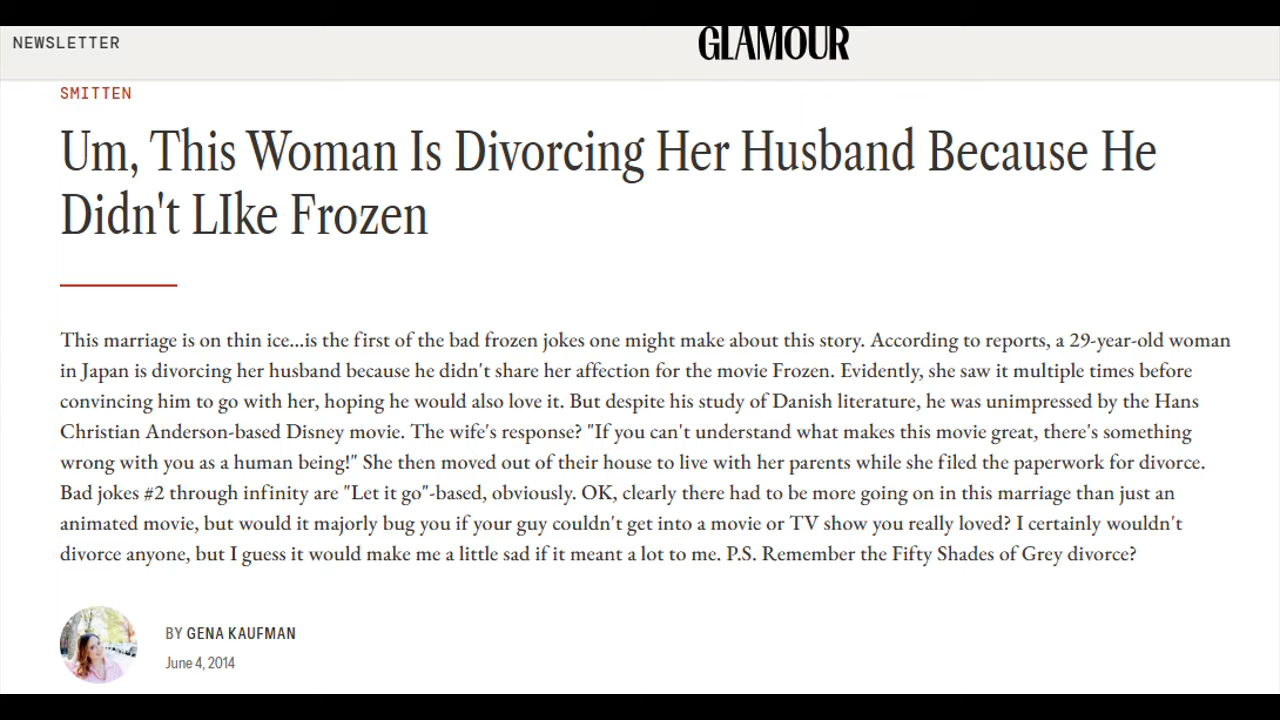 NEWSLETTER
GLAMOUR
SMITTEN
Um, This Woman Is Divorcing Her Husband Because He
Didn't LIke Frozen
This marriage is on thin ice...is the first of the bad frozen jokes one might make about this story. According to reports, a 29-year-old woman
in Japan is divorcing her husband because he didn't share her affection for the movie Frozen. Evidently, she saw it multiple times before
convincing him to go with her, hoping he would also love it. But despite his study of Danish literature, he was unimpressed by the Hans
Christian Anderson-based Disney movie. The wife's response? "If you can't understand what makes this movie great, there's something
wrong with you as a human being!" She then moved out of their house to live with her parents while she filed the paperwork for divorce.
Bad jokes #2 through infinity are "Let it go"-based, obviously. OK, clearly there had to be more going on in this marriage than just an
animated movie, but would it majorly bug you if your guy couldn't get into a movie or TV show you really loved? I certainly wouldn't
divorce anyone, but I guess it would make me a little sad if it meant a lot to me. P.S. Remember the Fifty Shades of Grey divorce?
BY GENA KAUFMAN
June 4, 2014